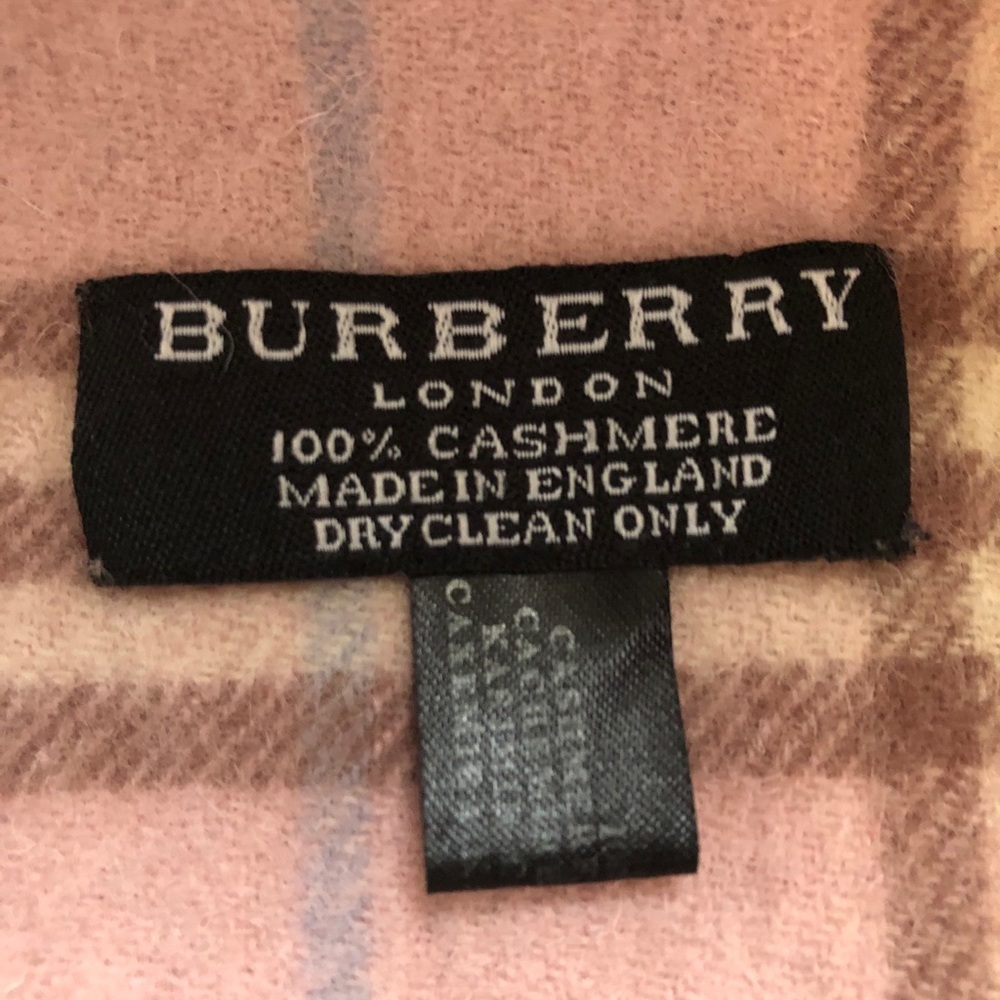 BURBERRY
LONDON
100% CASHMERE
MADE IN ENGLAND
DRY CLEAN ONLY